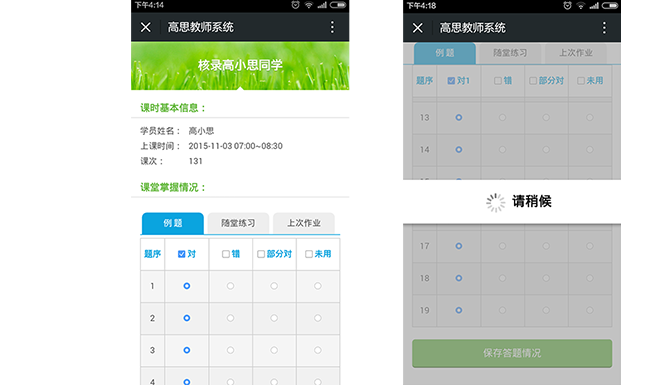 下午4:14
高思教师系统
核录高小思同学
课时基本信息：
学员姓名： 高小思
上课时间： 2015-11-03 07:00~08:30
课次： 131
课堂掌握情况：
例 题 随堂练习 上次作业
题序 对 错 部分对 未用
1
2
3
4
下午4:18
高思教师系统
例 题 随堂练习 上次作业
题序 对1 错 部分对 未用
13
14
请稍候
17
18
19
保存答题情况